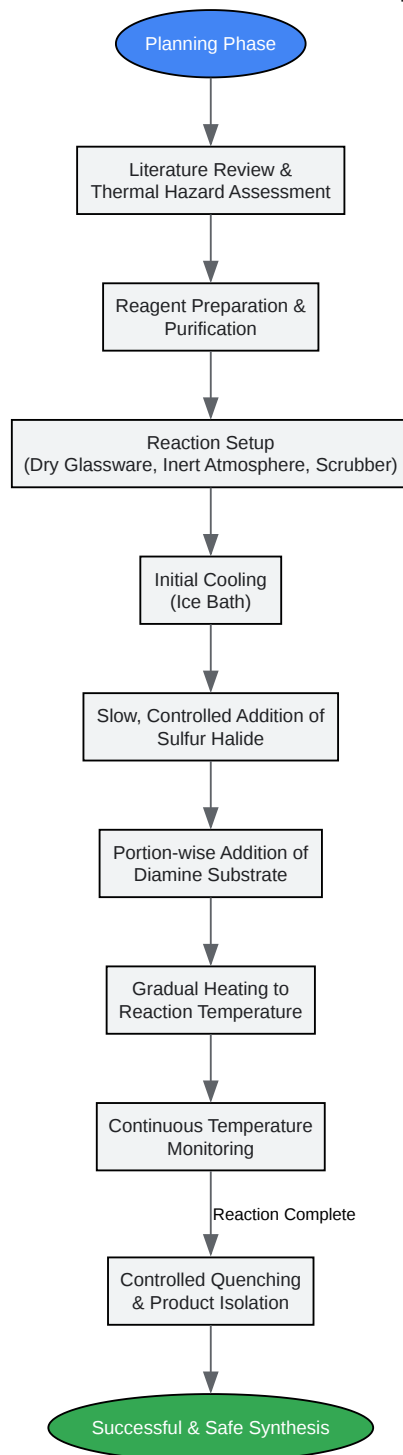 Planning Phase
Literature Review &
Thermal Hazard Assessment
Reagent Preparation &
Purification
Reaction Setup
(Dry Glassware, Inert Atmosphere, Scrubber)
Initial Cooling
(Ice Bath)
Slow, Controlled Addition of
Sulfur Halide
Portion-wise Addition of
Diamine Substrate
Gradual Heating to
Reaction Temperature
Continuous Temperature
Monitoring
Reaction Complete
Controlled Quenching
& Product Isolation
Successful & Safe Synthesis